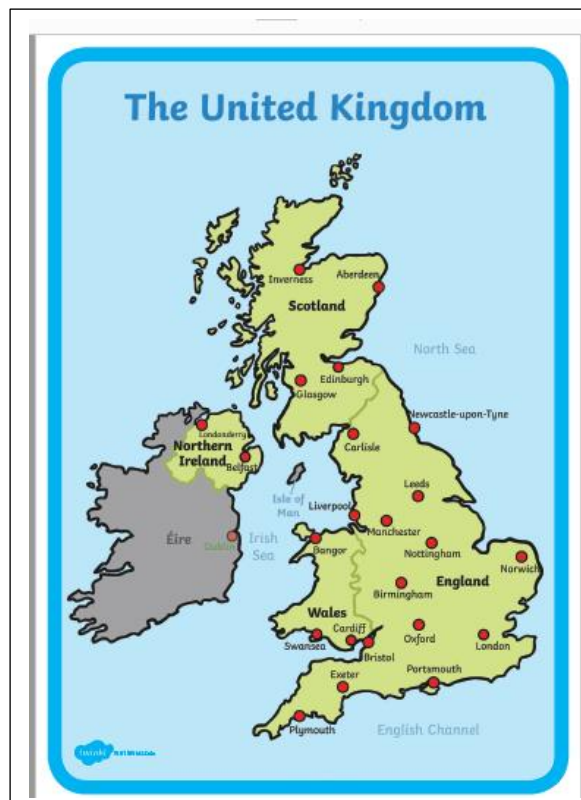 The United Kingdom
Inverness
Aberdeen
Scotland
North Sea
Edinburgh
Glasgow
Newcastle-upon-Tyne
Londonderry
Carlisle
Northern
Ireland
Belfast
Leeds
Isle of
Man
Liverpool
Manchester
Éire
Dublin
Irish
Sea
Bangor
Nottingham
Norwich
England
Birmingham
Wales
Cardiff
Oxford
London
Swansea
Bristol
Portsmouth
Exeter
Plymouth
English Channel
twinkl